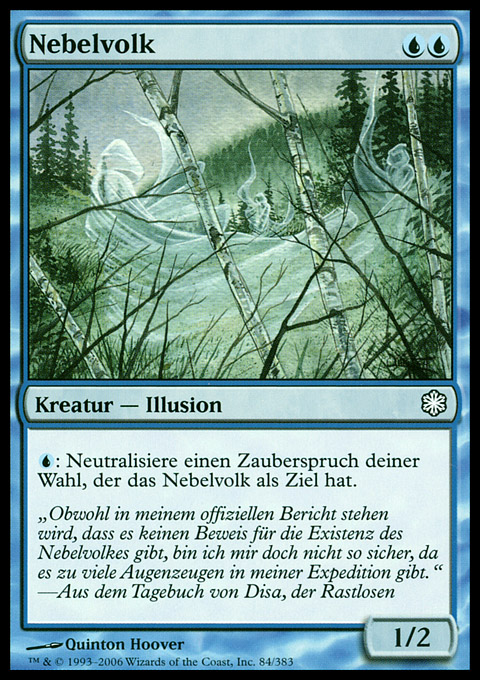 Nebelvolk
Kreatur — Illusion
: Neutralisiere einen Zauberspruch deiner
Wahl, der das Nebelvolk als Ziel hat.
„Obwohl in meinem offiziellen Bericht stehen
wird, dass es keinen Beweis für die Existenz des
Nebelvolkes gibt, bin ich mir doch nicht so sicher, da
es zu viele Augenzeugen in meiner Expedition gibt.“
—Aus dem Tagebuch von Disa, der Rastlosen
1/2
Quinton Hoover
™ & © 1993–2006 Wizards of the Coast, Inc. 84/383